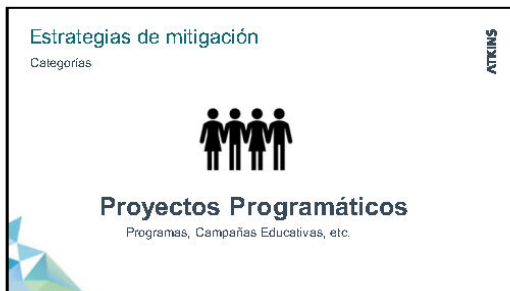 Estrategias de mitigación
Categorías
ATKINS
Proyectos Programáticos
Programas, Campañas Educativas, etc.